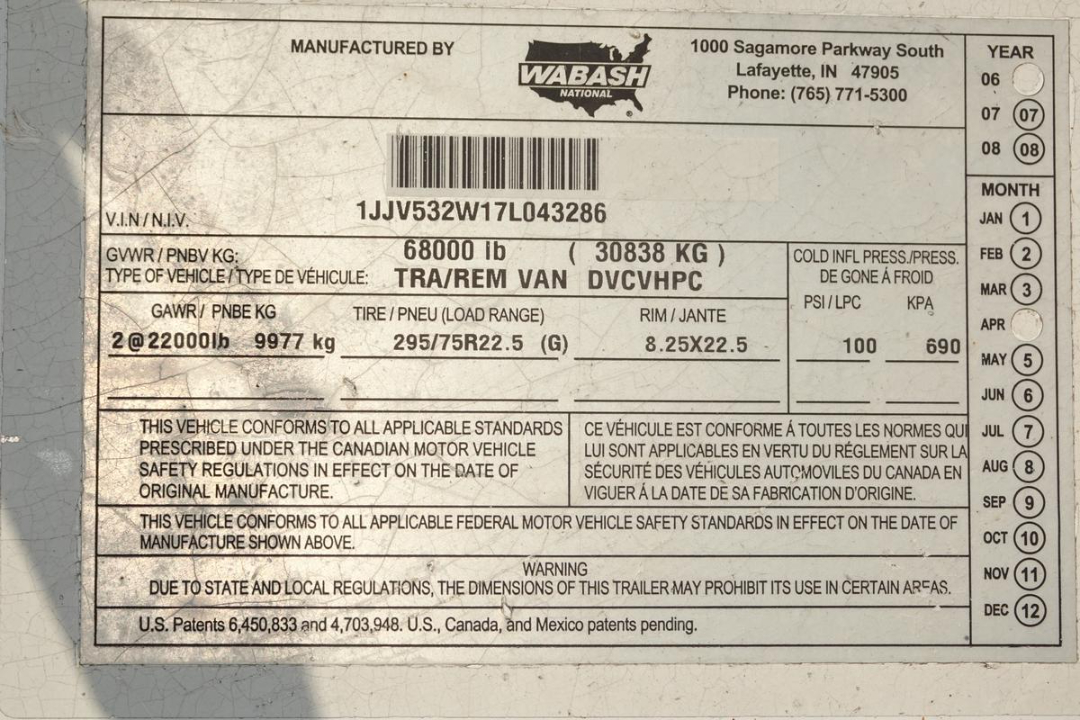 MANUFACTURED BY
WABASH
NATIONAL
1000 Sagamore Parkway South
Lafayette, IN 47905
Phone: (765) 771-5300
YEAR
06
07 07
08 08
V.I.N / N.I.V.
1JJV532W17L043286
GVWR / PNBV KG: 68000 lb ( 30838 KG )
TYPE OF VEHICLE / TYPE DE VÉHICULE: TRA/REM VAN DVCVHPC
COLD INFL PRESS./PRESS.
DE GONE Á FROID
PSI / LPC KPA
GAWR / PNBE KG TIRE / PNEU (LOAD RANGE) RIM / JANTE
2@22000lb 9977 kg 295/75R22.5 (G) 8.25X22.5 100 690
THIS VEHICLE CONFORMS TO ALL APPLICABLE STANDARDS
PRESCRIBED UNDER THE CANADIAN MOTOR VEHICLE
SAFETY REGULATIONS IN EFFECT ON THE DATE OF
ORIGINAL MANUFACTURE.
CE VÉHICULE EST CONFORME Á TOUTES LES NORMES QUI
LUI SONT APPLICABLES EN VERTU DU RÉGLEMENT SUR LA
SÉCURITÉ DES VÉHICULES AUTOMOVILES DU CANADA EN
VIGUER Á LA DATE DE SA FABRICATION D'ORIGINE.
THIS VEHICLE CONFORMS TO ALL APPLICABLE FEDERAL MOTOR VEHICLE SAFETY STANDARDS IN EFFECT ON THE DATE OF
MANUFACTURE SHOWN ABOVE.
WARNING
DUE TO STATE AND LOCAL REGULATIONS, THE DIMENSIONS OF THIS TRAILER MAY PROHIBIT ITS USE IN CERTAIN AREAS.
U.S. Patents 6,450,833 and 4,703,948. U.S., Canada, and Mexico patents pending.
MONTH
JAN 1
FEB 2
MAR 3
APR
MAY 5
JUN 6
JUL 7
AUG 8
SEP 9
OCT 10
NOV 11
DEC 12